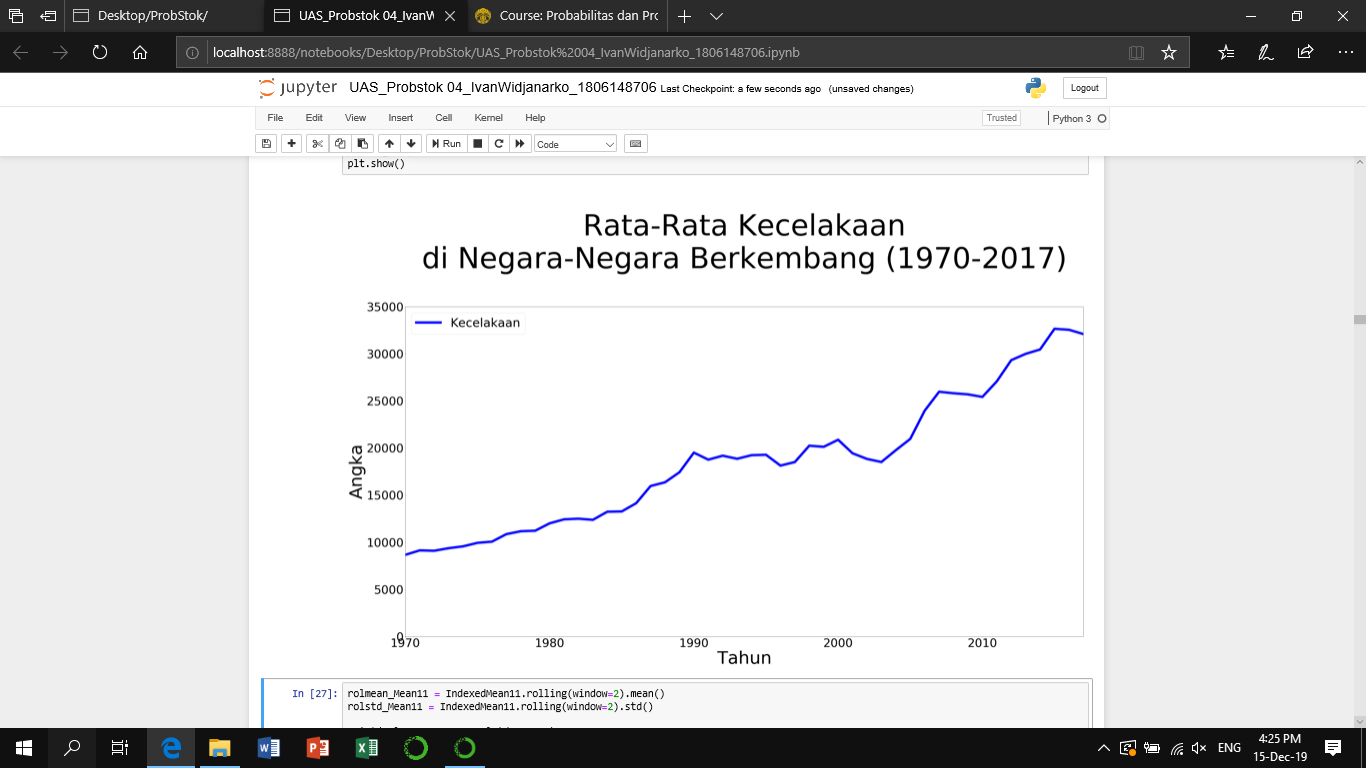 Desktop/ProbStok/
UAS_Probstok 04_IvanW
Course: Probabilitas dan Pro
localhost:8888/notebooks/Desktop/ProbStok/UAS_Probstok%2004_IvanWidjanarko_1806148706.ipynb
jupyter UAS_Probstok 04_IvanWidjanarko_1806148706 Last Checkpoint: a few seconds ago (unsaved changes)
Logout
File Edit View Insert Cell Kernel Help
Trusted
Python 3
Run
Code
plt.show()
Rata-Rata Kecelakaan
di Negara-Negara Berkembang (1970-2017)
35000
Kecelakaan
30000
25000
20000
Angka
15000
10000
5000
0
1970 1980 1990 2000 2010
Tahun
In [27]: rolmean_Mean11 = IndexedMean11.rolling(window=2).mean()
rolstd_Mean11 = IndexedMean11.rolling(window=2).std()
ENG
4:25 PM
15-Dec-19